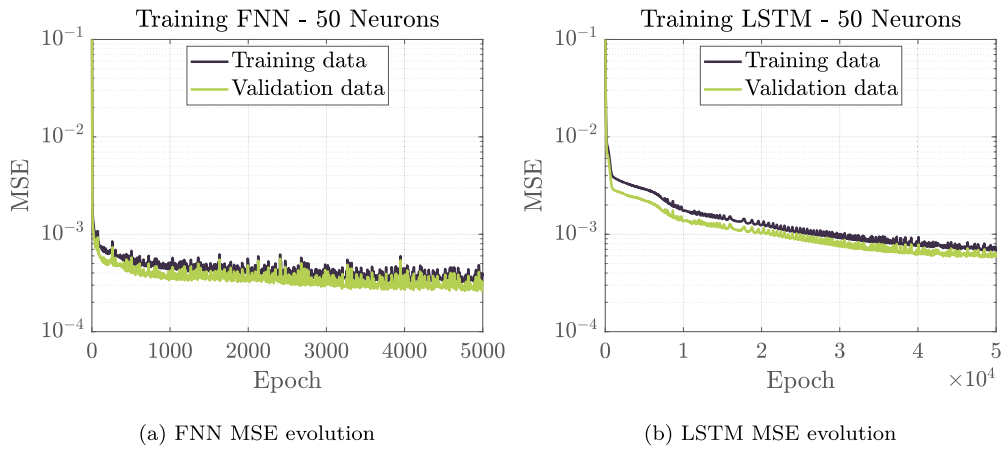 Training FNN - 50 Neurons
Training data
Validation data
MSE
10^-1
10^-2
10^-3
10^-4
0 1000 2000 3000 4000 5000
Epoch
(a) FNN MSE evolution
Training LSTM - 50 Neurons
Training data
Validation data
MSE
10^-1
10^-2
10^-3
10^-4
0 1 2 3 4 5
Epoch ×10^4
(b) LSTM MSE evolution